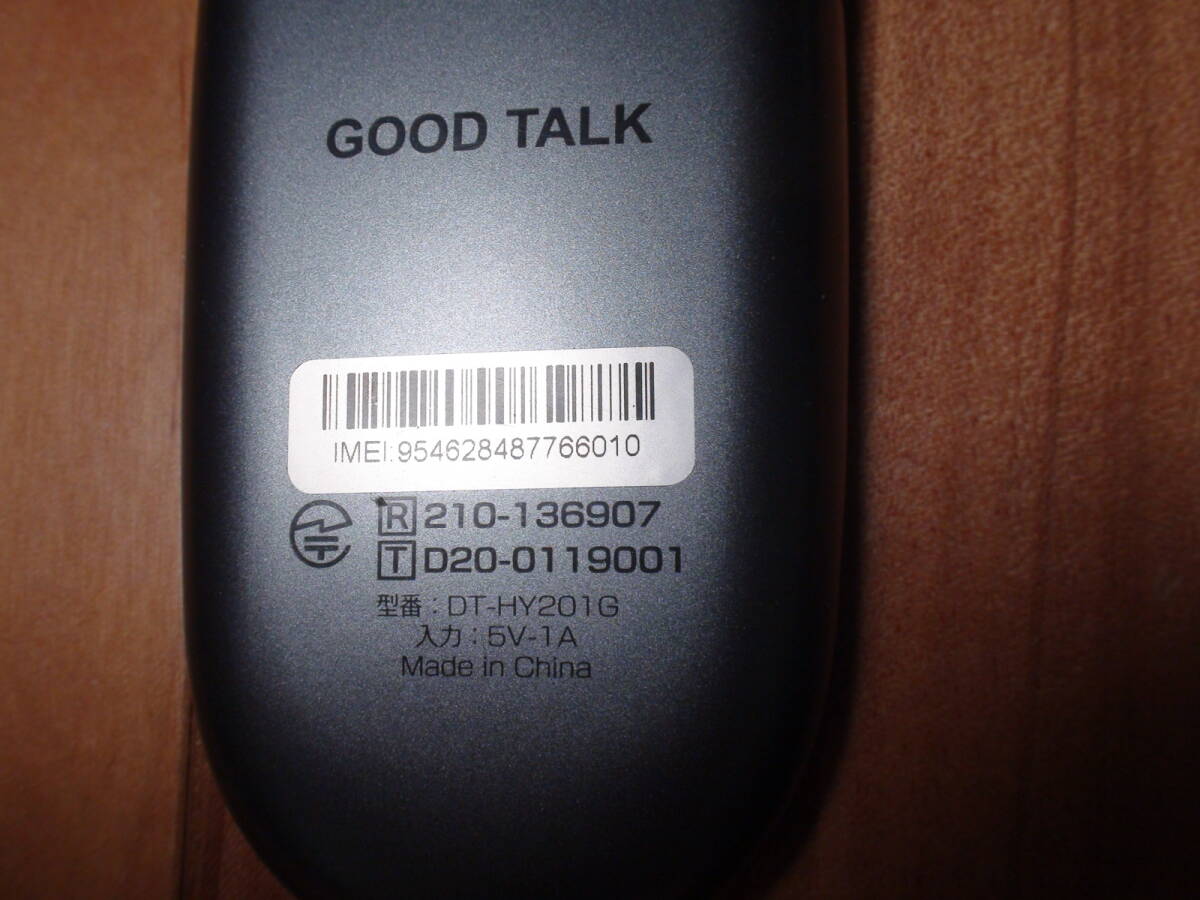 GOOD TALK
IMEI:954628487766010
R 210-136907
T D20-0119001
型番：DT-HY201G
入力：5V-1A
Made in China